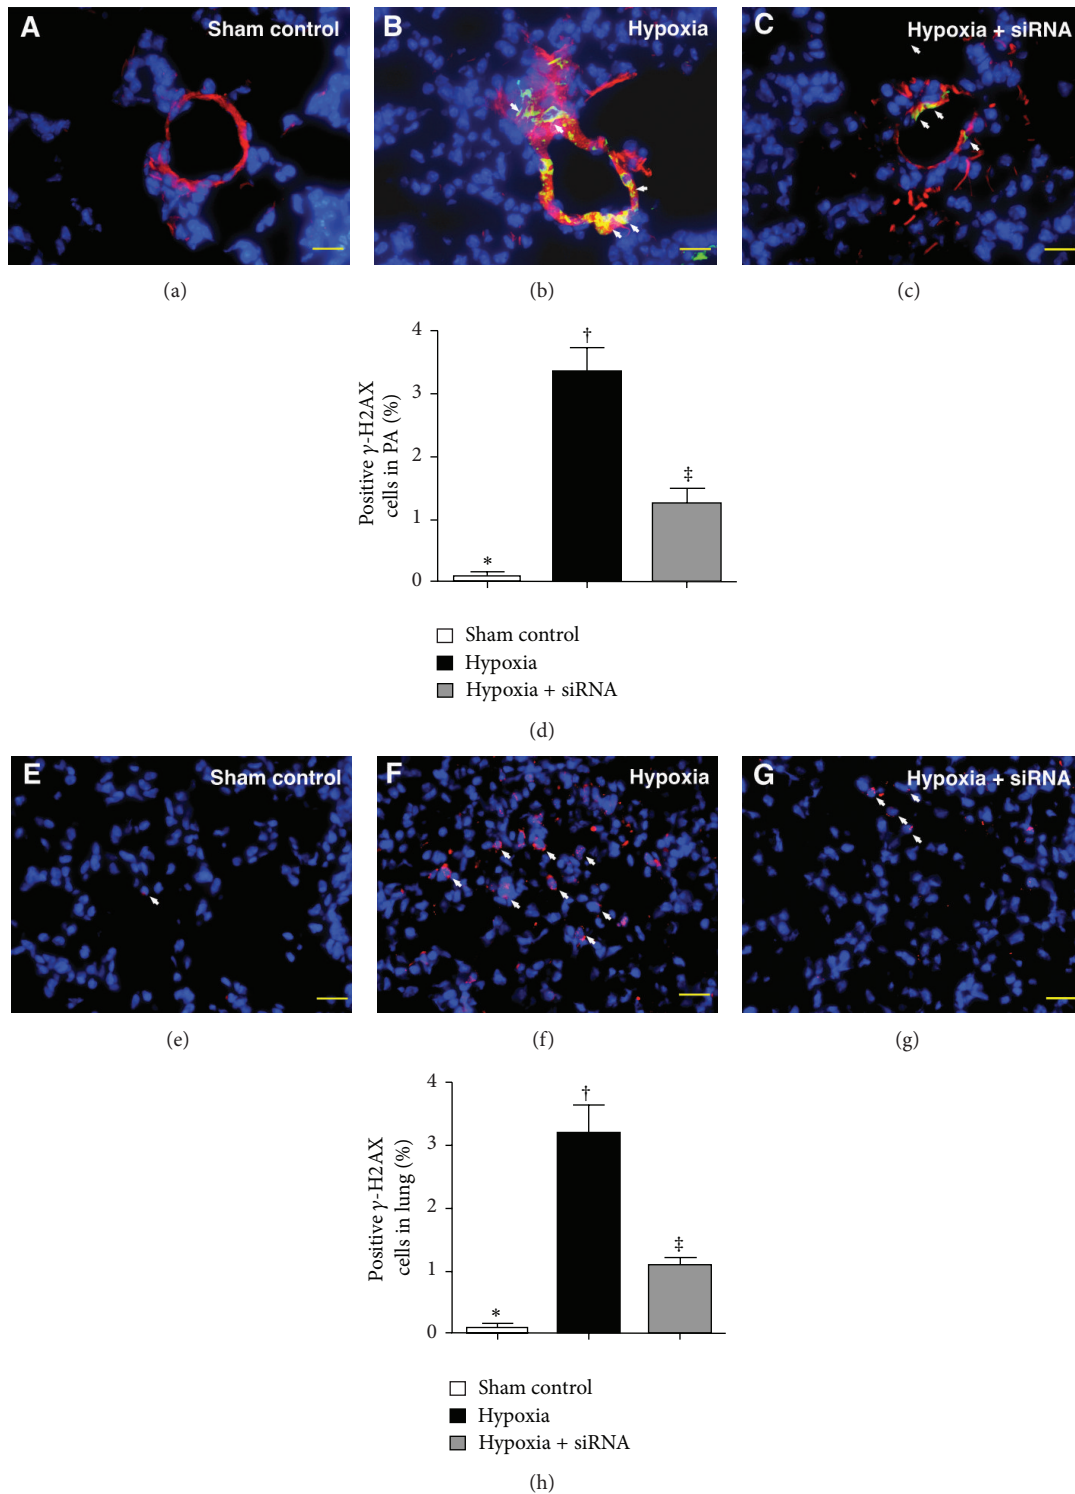 A Sham control
B Hypoxia
C Hypoxia + siRNA
(a)
(b)
(c)
Positive γ-H2AX
cells in PA (%)
4
3
2
1
0
*
†
‡
Sham control
Hypoxia
Hypoxia + siRNA
(d)
E Sham control
F Hypoxia
G Hypoxia + siRNA
(e)
(f)
(g)
Positive γ-H2AX
cells in lung (%)
4
3
2
1
0
*
†
‡
Sham control
Hypoxia
Hypoxia + siRNA
(h)